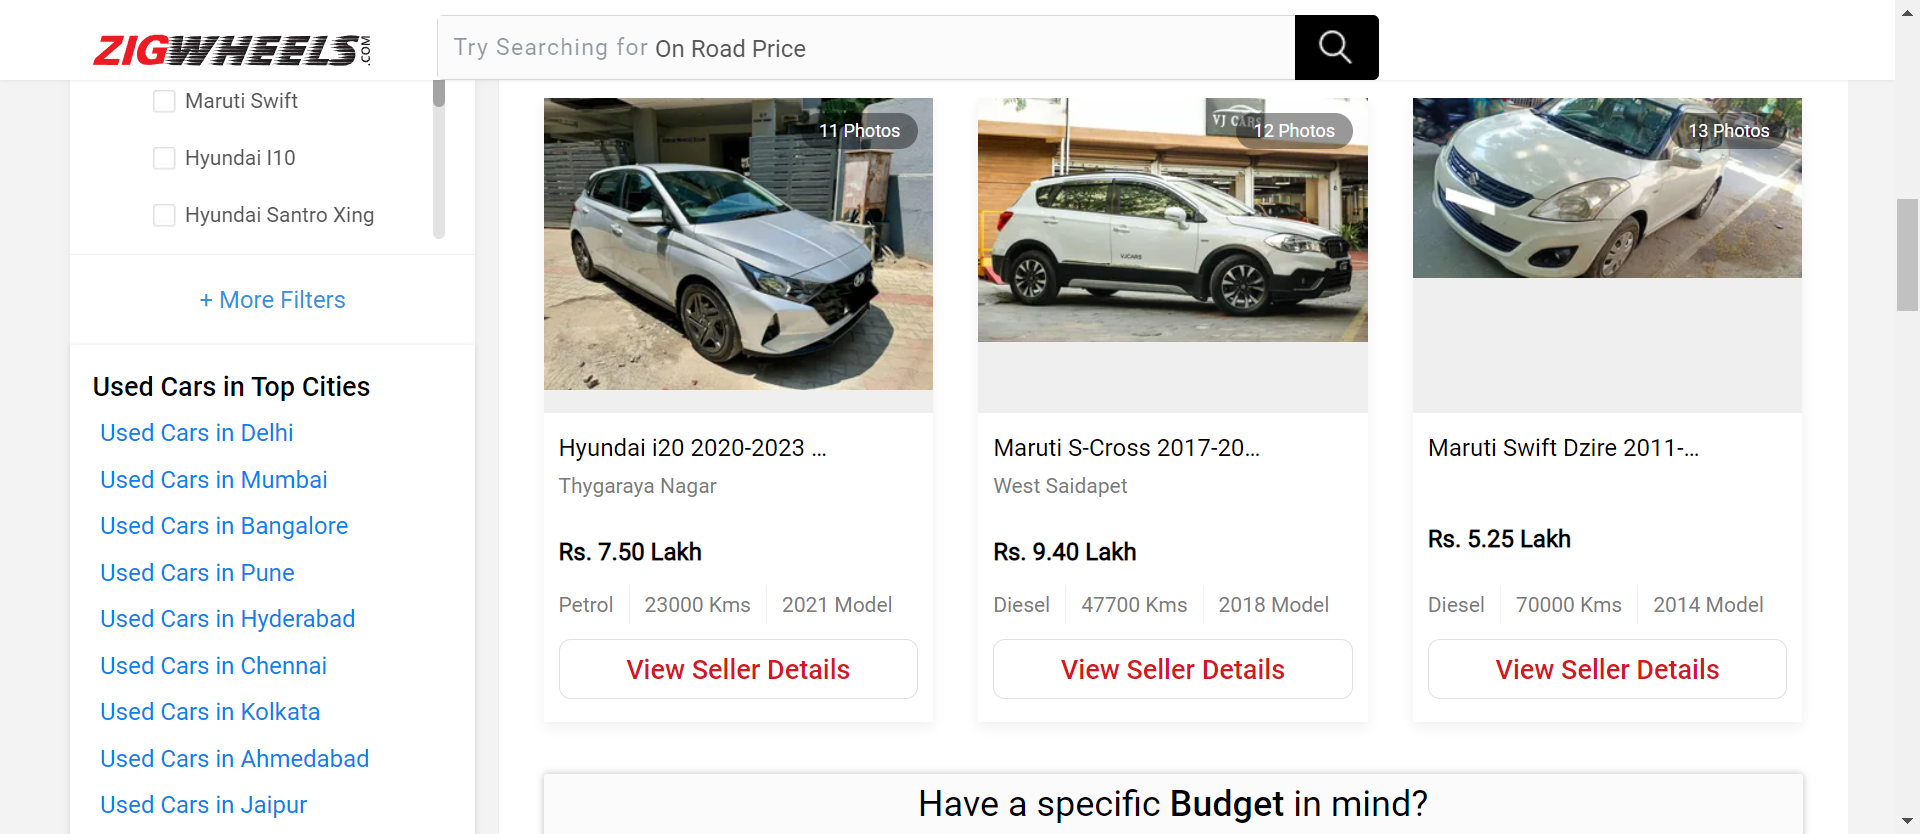 ZIGWHEELS.COM
Try Searching for On Road Price
Maruti Swift
Hyundai I10
Hyundai Santro Xing
+ More Filters
Used Cars in Top Cities
Used Cars in Delhi
Used Cars in Mumbai
Used Cars in Bangalore
Used Cars in Pune
Used Cars in Hyderabad
Used Cars in Chennai
Used Cars in Kolkata
Used Cars in Ahmedabad
Used Cars in Jaipur
11 Photos
Hyundai i20 2020-2023 ...
Thygaraya Nagar
Rs. 7.50 Lakh
Petrol 23000 Kms 2021 Model
View Seller Details
VJ CARS
12 Photos
VJCARS
Maruti S-Cross 2017-20...
West Saidapet
Rs. 9.40 Lakh
Diesel 47700 Kms 2018 Model
View Seller Details
13 Photos
Maruti Swift Dzire 2011-...
Rs. 5.25 Lakh
Diesel 70000 Kms 2014 Model
View Seller Details
Have a specific Budget in mind?